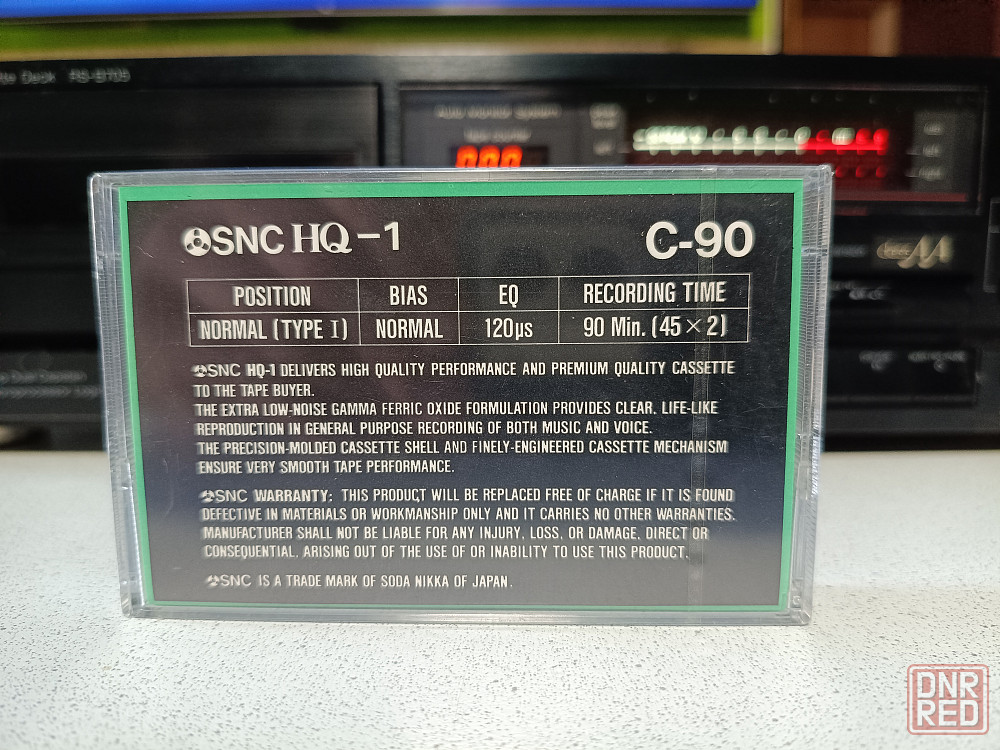 Deck RS-B705
SNC HQ-1 C-90
POSITION BIAS EQ RECORDING TIME
NORMAL (TYPE I) NORMAL 120µs 90 Min. (45×2)
SNC HQ-1 DELIVERS HIGH QUALITY PERFORMANCE AND PREMIUM QUALITY CASSETTE
TO THE TAPE BUYER.
THE EXTRA LOW-NOISE GAMMA FERRIC OXIDE FORMULATION PROVIDES CLEAR, LIFE-LIKE
REPRODUCTION IN GENERAL PURPOSE RECORDING OF BOTH MUSIC AND VOICE.
THE PRECISION-MOLDED CASSETTE SHELL AND FINELY-ENGINEERED CASSETTE MECHANISM
ENSURE VERY SMOOTH TAPE PERFORMANCE.
SNC WARRANTY: THIS PRODUCT WILL BE REPLACED FREE OF CHARGE IF IT IS FOUND
DEFECTIVE IN MATERIALS OR WORKMANSHIP ONLY AND IT CARRIES NO OTHER WARRANTIES.
MANUFACTURER SHALL NOT BE LIABLE FOR ANY INJURY, LOSS, OR DAMAGE, DIRECT OR
CONSEQUENTIAL, ARISING OUT OF THE USE OF OR INABILITY TO USE THIS PRODUCT.
SNC IS A TRADE MARK OF SODA NIKKA OF JAPAN.
DNR
RED